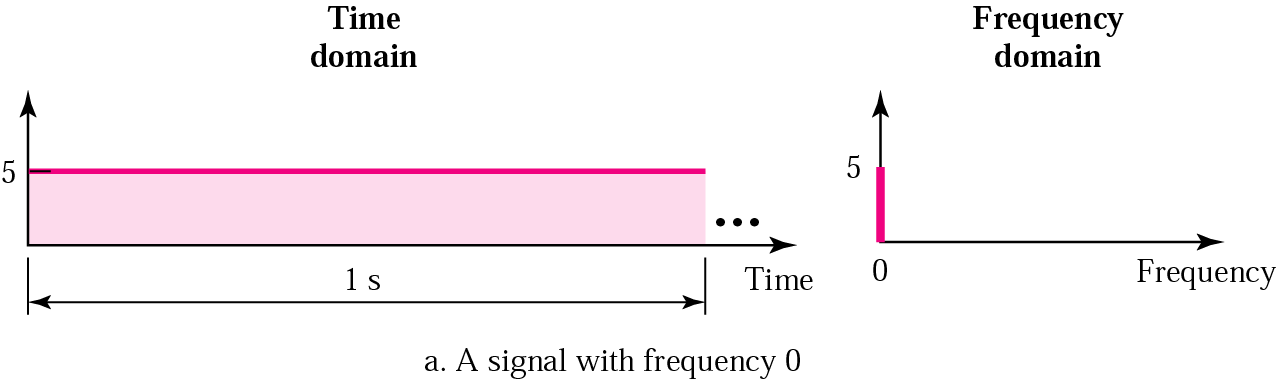 Time
domain
Frequency
domain
5
5
...
1 s
Time
0
Frequency
a. A signal with frequency 0